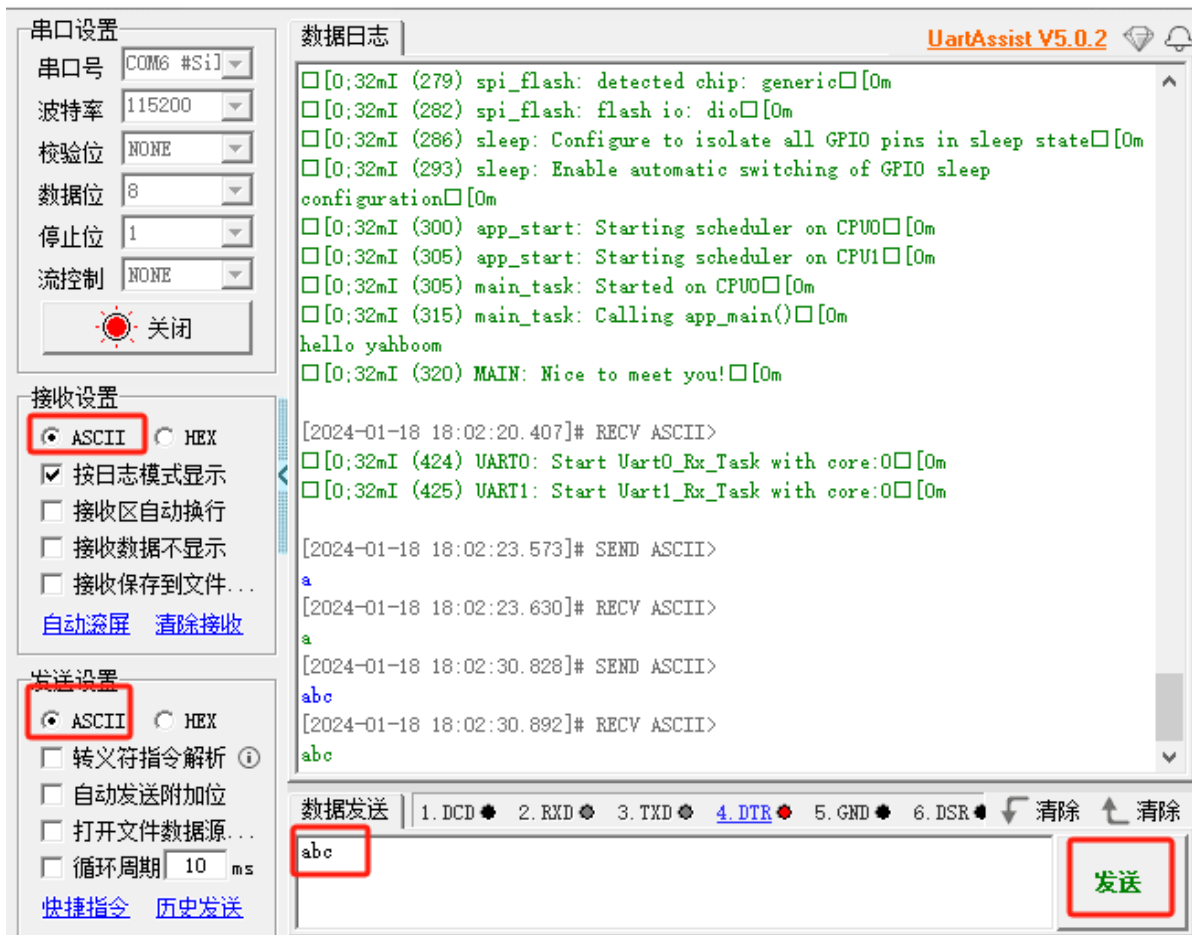 串口设置
串口号 COM6 #Sil
波特率 115200
校验位 NONE
数据位 8
停止位 1
流控制 NONE
关闭
接收设置
ASCII HEX
按日志模式显示
接收区自动换行
接收数据不显示
接收保存到文件...
自动滚屏 清除接收
发送设置
ASCII HEX
转义符指令解析
自动发送附加位
打开文件数据源...
循环周期 10 ms
快捷指令 历史发送
数据日志 UartAssist V5.0.2
□[0;32mI (279) spi_flash: detected chip: generic□[0m
□[0;32mI (282) spi_flash: flash io: dio□[0m
□[0;32mI (286) sleep: Configure to isolate all GPIO pins in sleep state□[0m
□[0;32mI (293) sleep: Enable automatic switching of GPIO sleep
configuration□[0m
□[0;32mI (300) app_start: Starting scheduler on CPU0□[0m
□[0;32mI (305) app_start: Starting scheduler on CPU1□[0m
□[0;32mI (305) main_task: Started on CPU0□[0m
□[0;32mI (315) main_task: Calling app_main()□[0m
hello yahboom
□[0;32mI (320) MAIN: Nice to meet you!□[0m
[2024-01-18 18:02:20.407]# RECV ASCII>
□[0;32mI (424) UART0: Start Uart0_Rx_Task with core:0□[0m
□[0;32mI (425) UART1: Start Uart1_Rx_Task with core:0□[0m
[2024-01-18 18:02:23.573]# SEND ASCII>
a
[2024-01-18 18:02:23.630]# RECV ASCII>
a
[2024-01-18 18:02:30.828]# SEND ASCII>
abc
[2024-01-18 18:02:30.892]# RECV ASCII>
abc
数据发送 1.DCD 2.RXD 3.TXD 4.DTR 5.GND 6.DSR 清除 清除
abc
发送